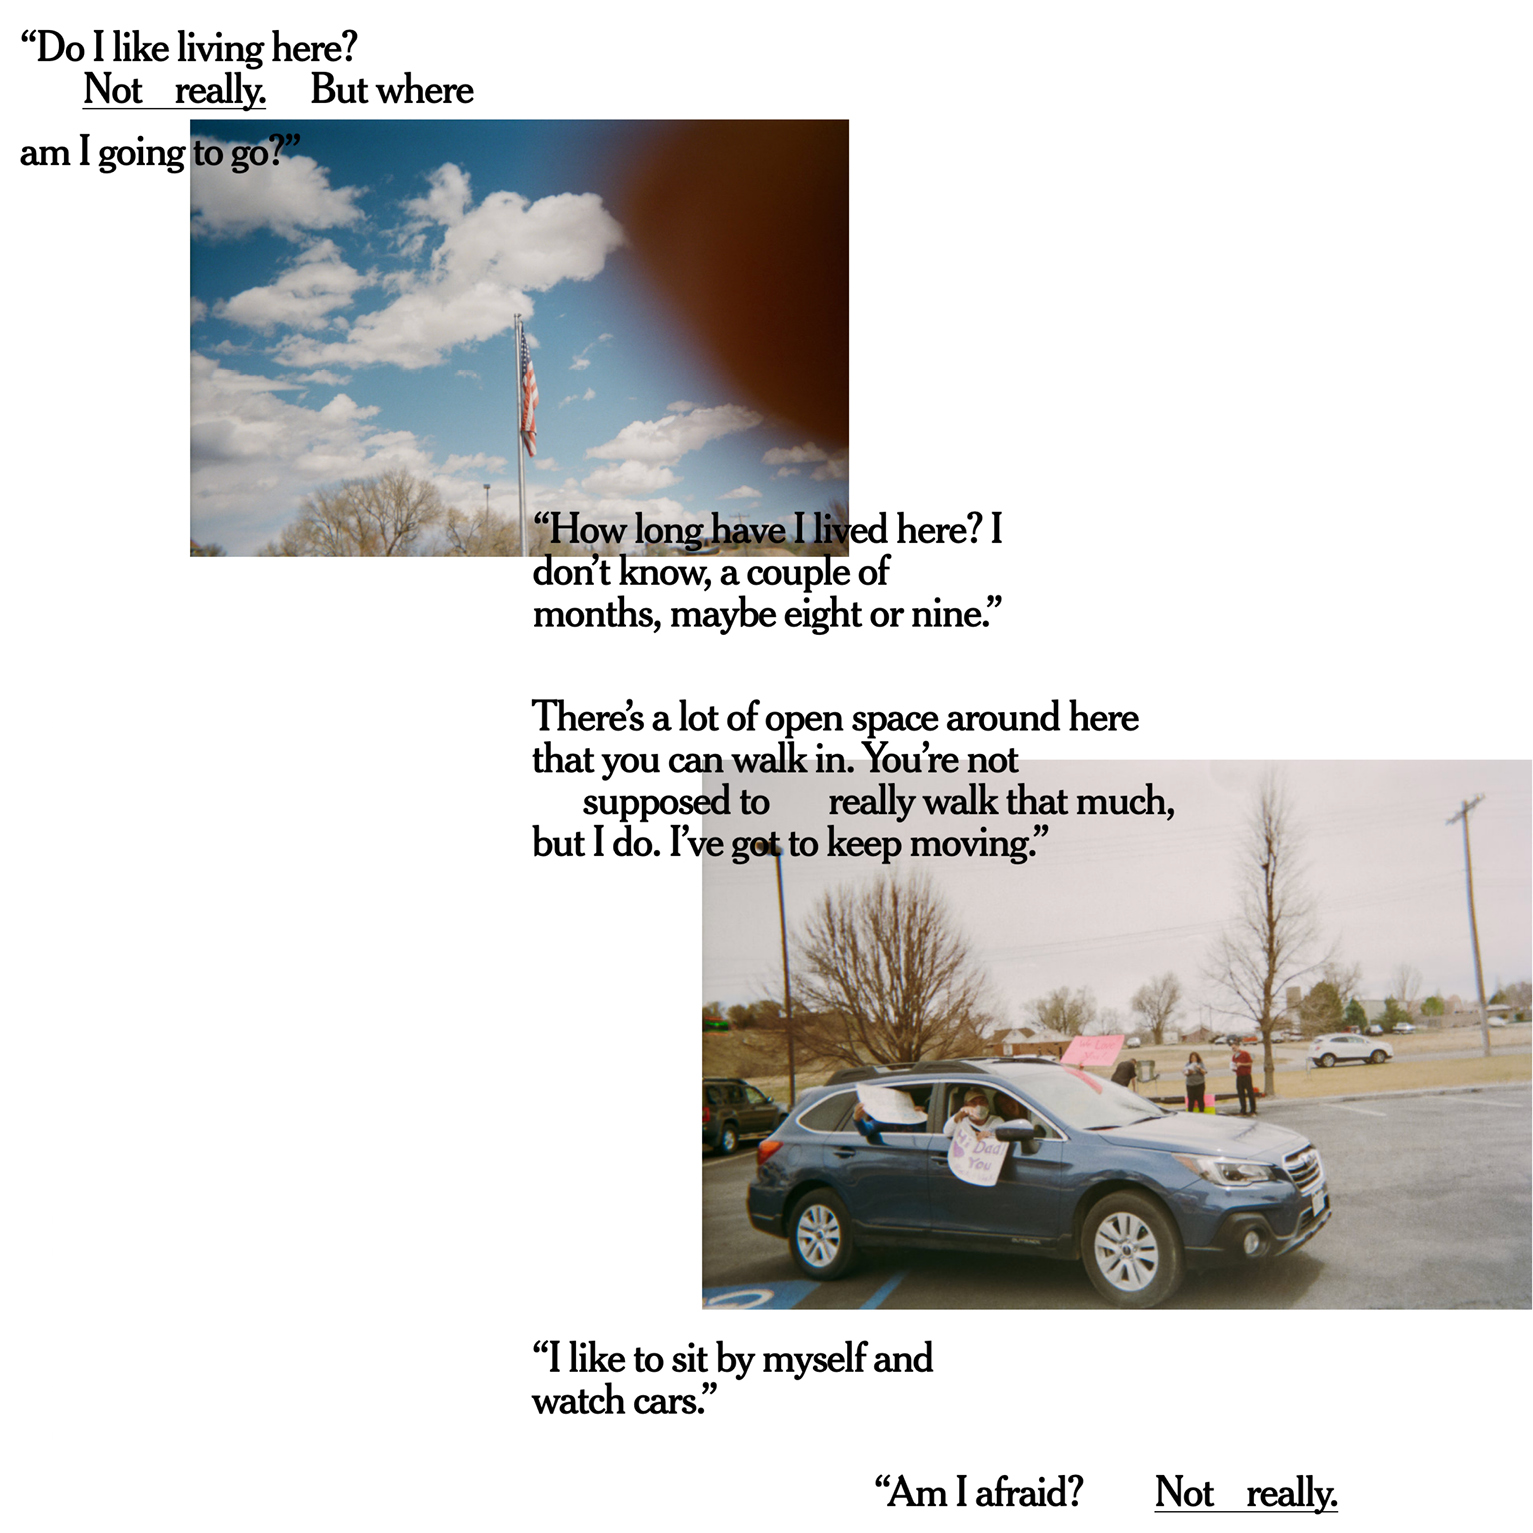 “Do I like living here?
Not really. But where
am I going to go?”
“How long have I lived here? I
don’t know, a couple of
months, maybe eight or nine.”
There’s a lot of open space around here
that you can walk in. You’re not
supposed to really walk that much,
but I do. I’ve got to keep moving.”
We Love
Hi Dad!
You
“I like to sit by myself and
watch cars.”
“Am I afraid? Not really.